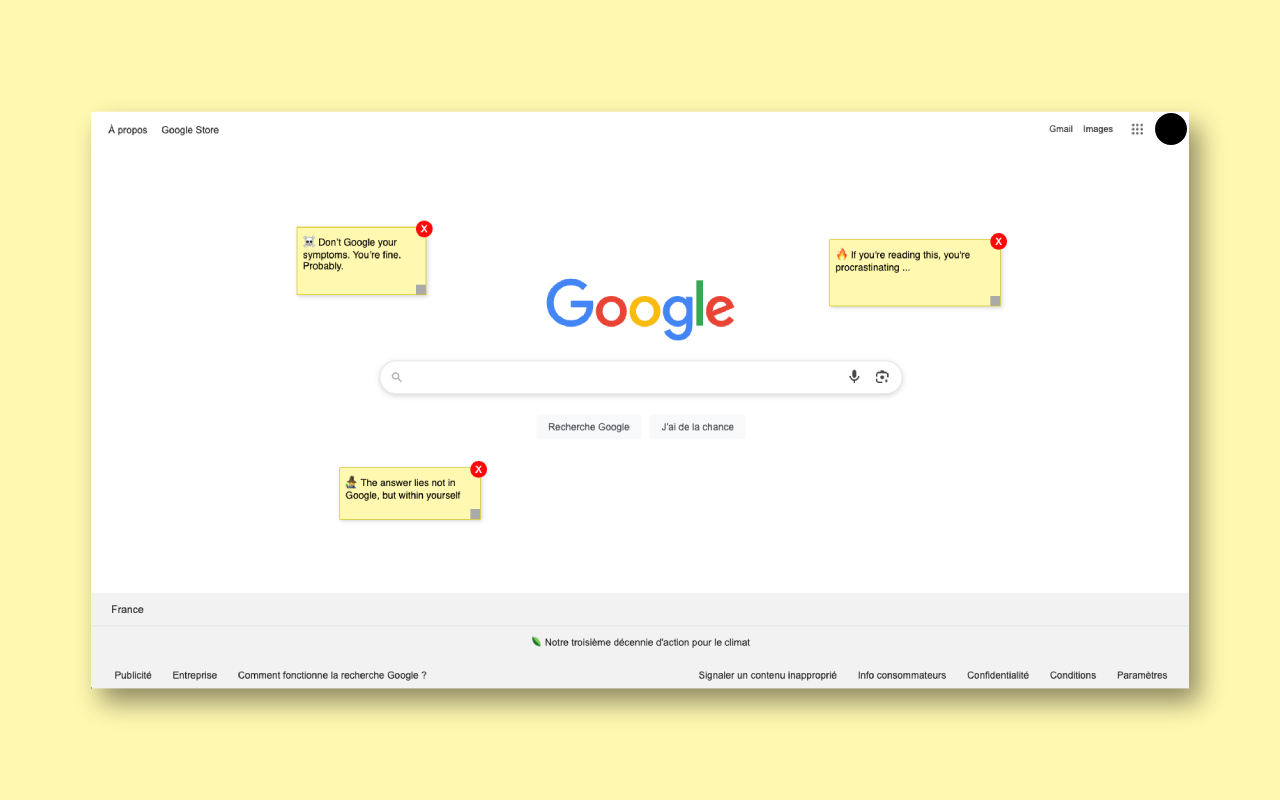 À propos Google Store Gmail Images
X
☠️ Don't Google your
symptoms. You're fine.
Probably.
X
🔥 If you're reading this, you're
procrastinating ...
Google
Recherche Google J'ai de la chance
X
The answer lies not in
Google, but within yourself
France
Notre troisième décennie d'action pour le climat
Publicité Entreprise Comment fonctionne la recherche Google ? Signaler un contenu inapproprié Info consommateurs Confidentialité Conditions Paramètres